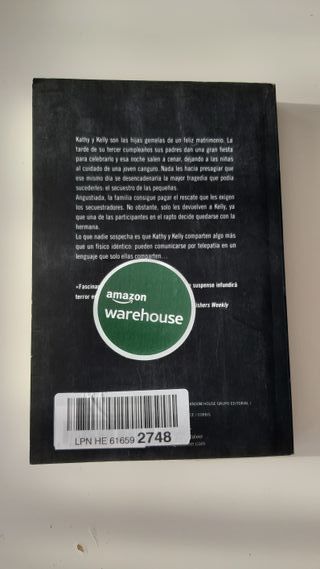 Kathy y Kelly son las hijas gemelas de un feliz matrimonio. La
tarde de su tercer cumpleaños sus padres dan una gran fiesta
para celebrarlo y esa noche salen a cenar, dejando a las niñas
al cuidado de una joven canguro. Nada les hacía presagiar que
ese mismo día se desencadenaría la mayor tragedia que podía
sucederles: el secuestro de las pequeñas.
Angustiada, la familia consigue pagar el rescate que les exigen
los secuestradores. No obstante, solo les devuelven a Kelly, ya
que una de las participantes en el rapto decide quedarse con la
hermana.
Lo que nadie sospecha es que Kathy y Kelly comparten algo más
que un físico idéntico: pueden comunicarse por telepatía en un
lenguaje que solo ellas comparten...
«Fascinan suspense infundirá
terror e ishers Weekly
amazon
warehouse
RANDOM HOUSE GRUPO EDITORIAL
/ CORBIS
LPN HE 61659 2748